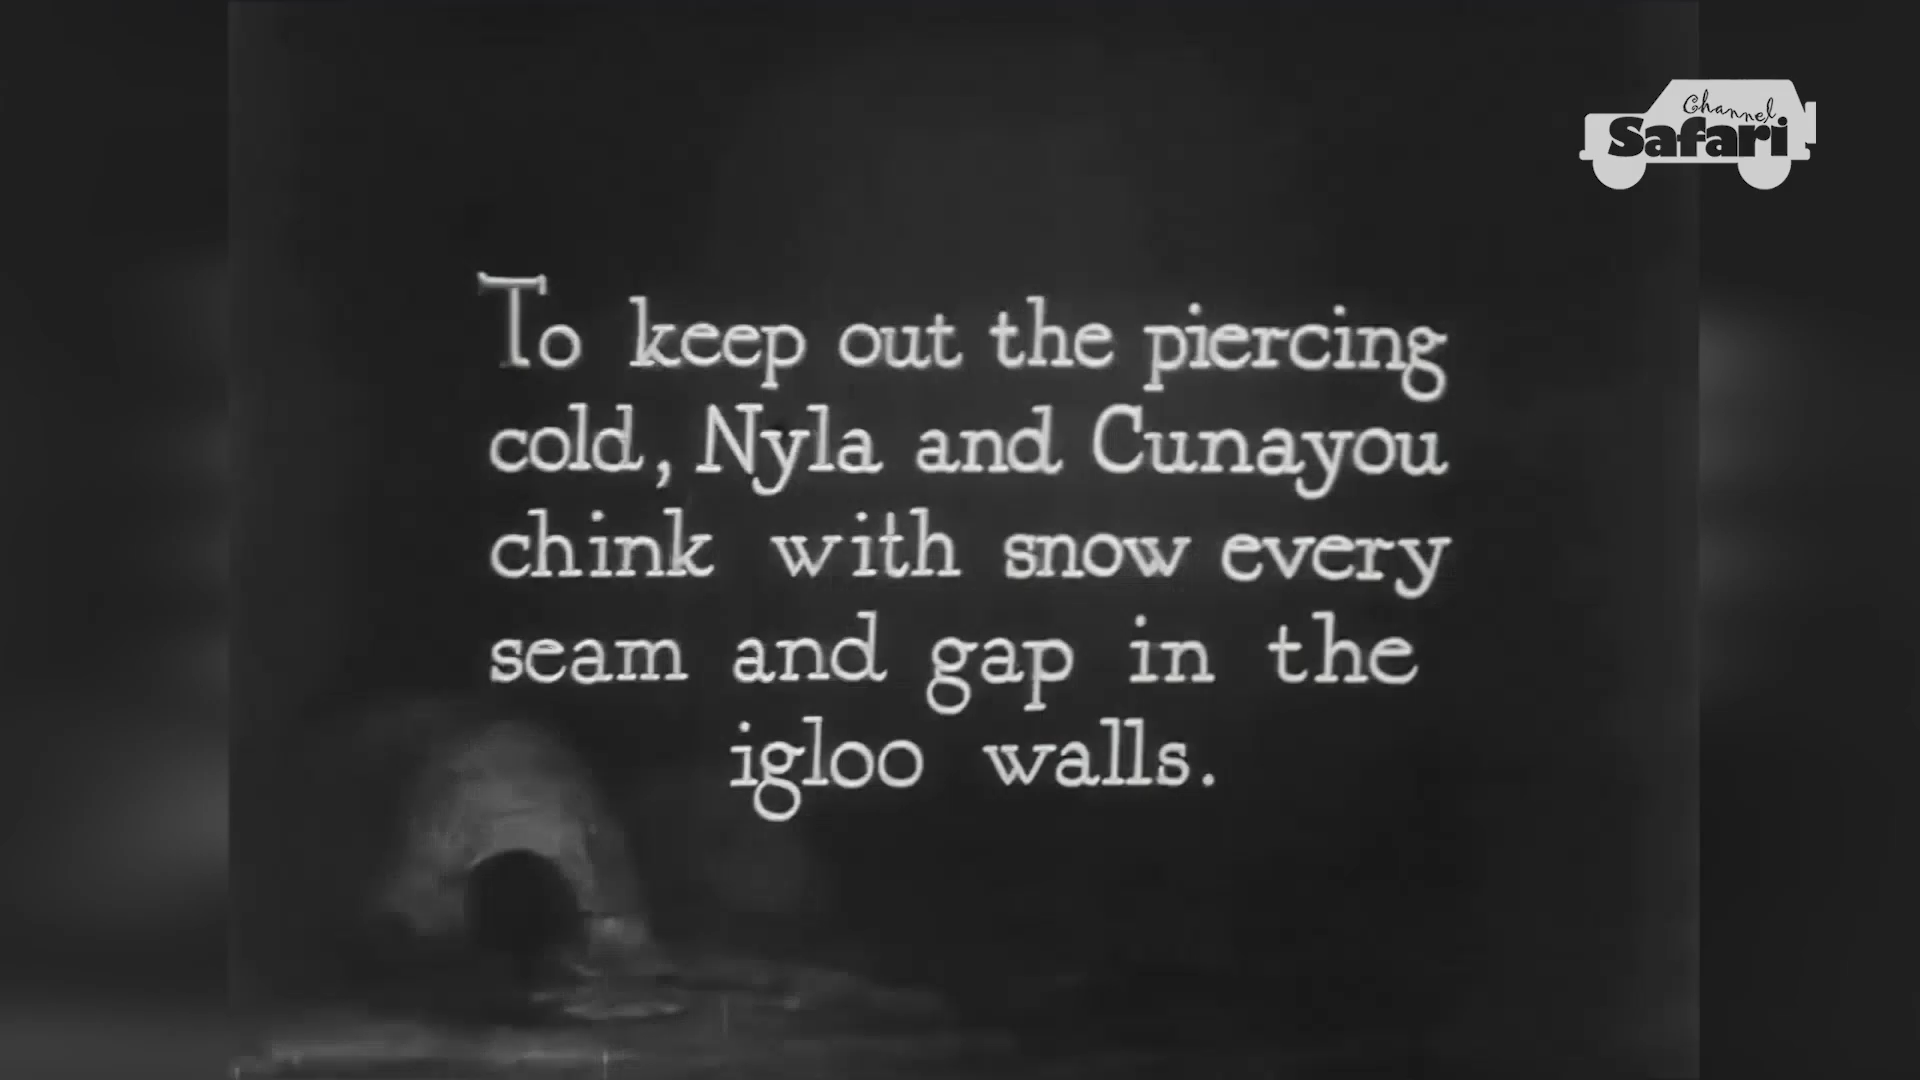 Channel
Safari
To keep out the piercing
cold, Nyla and Cunayou
chink with snow every
seam and gap in the
igloo walls.